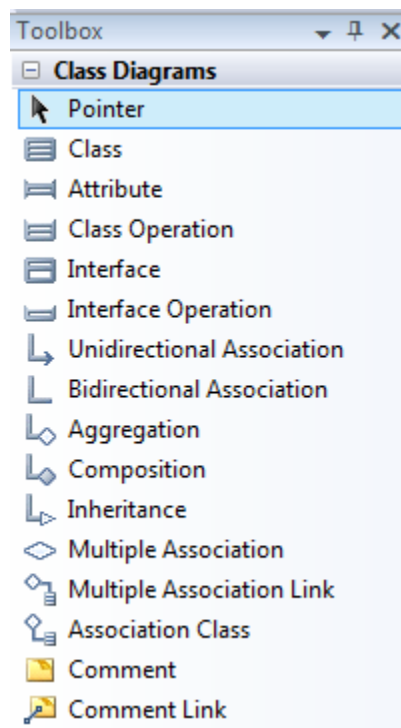 Toolbox
Class Diagrams
Pointer
Class
Attribute
Class Operation
Interface
Interface Operation
Unidirectional Association
Bidirectional Association
Aggregation
Composition
Inheritance
Multiple Association
Multiple Association Link
Association Class
Comment
Comment Link